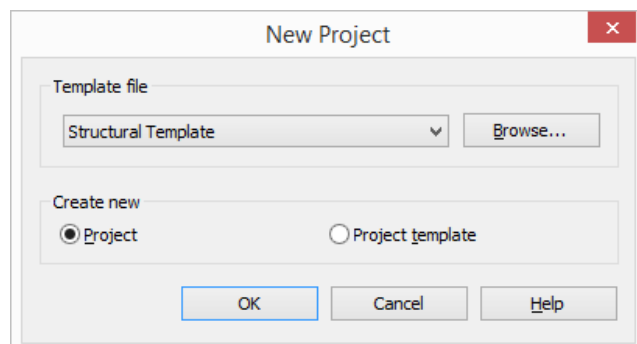 New Project
Template file
Structural Template
Browse...
Create new
Project
Project template
OK
Cancel
Help